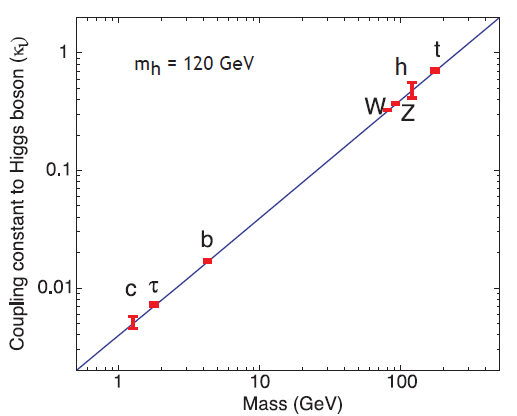 Coupling constant to Higgs boson (κᵢ)
1
0.1
0.01
mₕ = 120 GeV
t
h
W
Z
b
c τ
1 10 100
Mass (GeV)